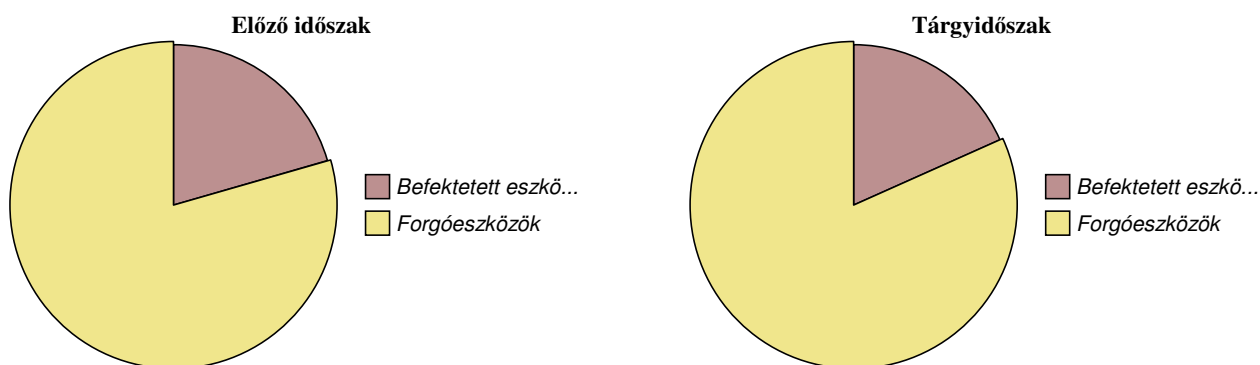 Előző időszak
Befektetett eszkö...
Forgóeszközök
Tárgyidőszak
Befektetett eszkö...
Forgóeszközök